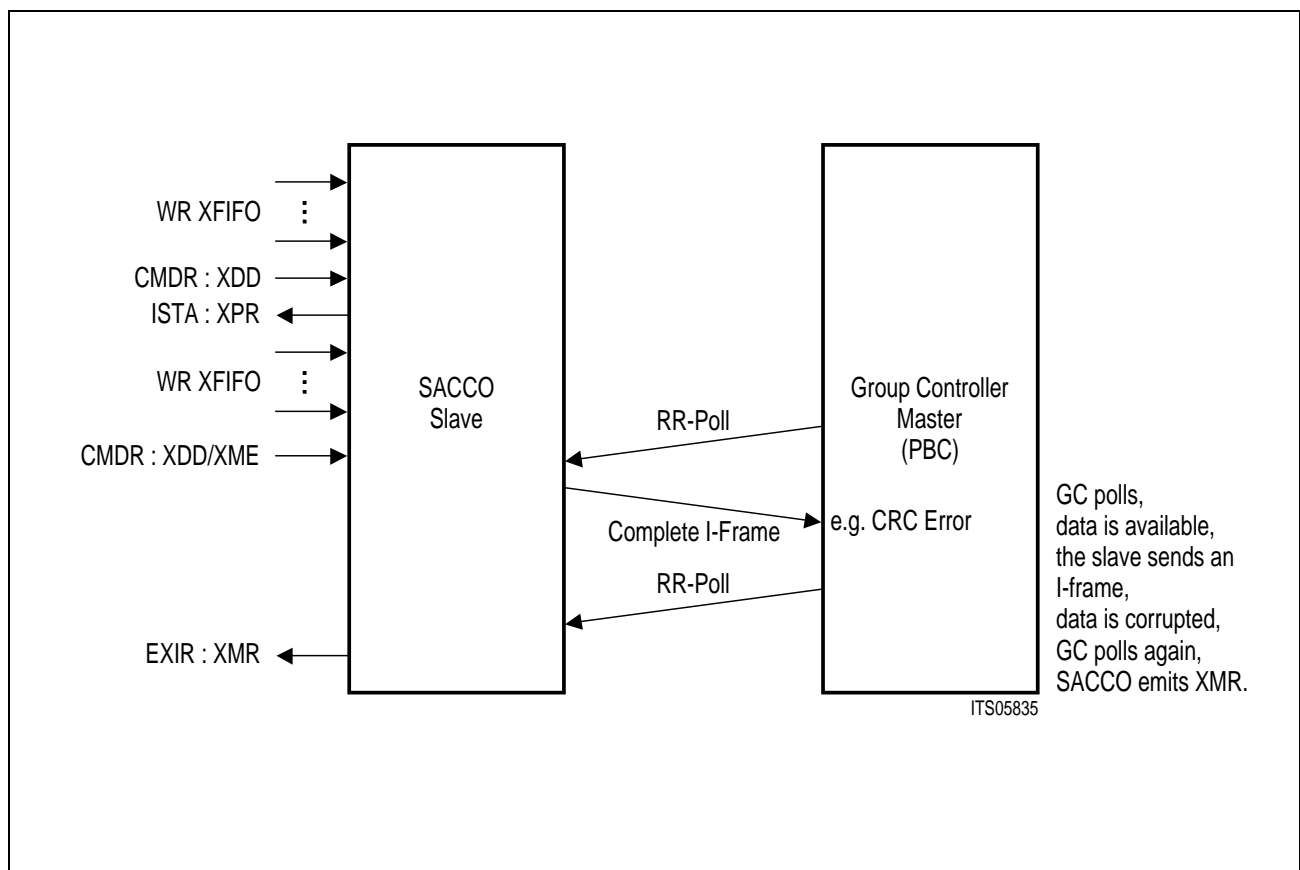 WR XFIFO
CMDR : XDD
ISTA : XPR
WR XFIFO
CMDR : XDD/XME
EXIR : XMR
SACCO
Slave
RR-Poll
Complete I-Frame
RR-Poll
Group Controller
Master
(PBC)
e.g. CRC Error
GC polls,
data is available,
the slave sends an
I-frame,
data is corrupted,
GC polls again,
SACCO emits XMR.
ITS05835